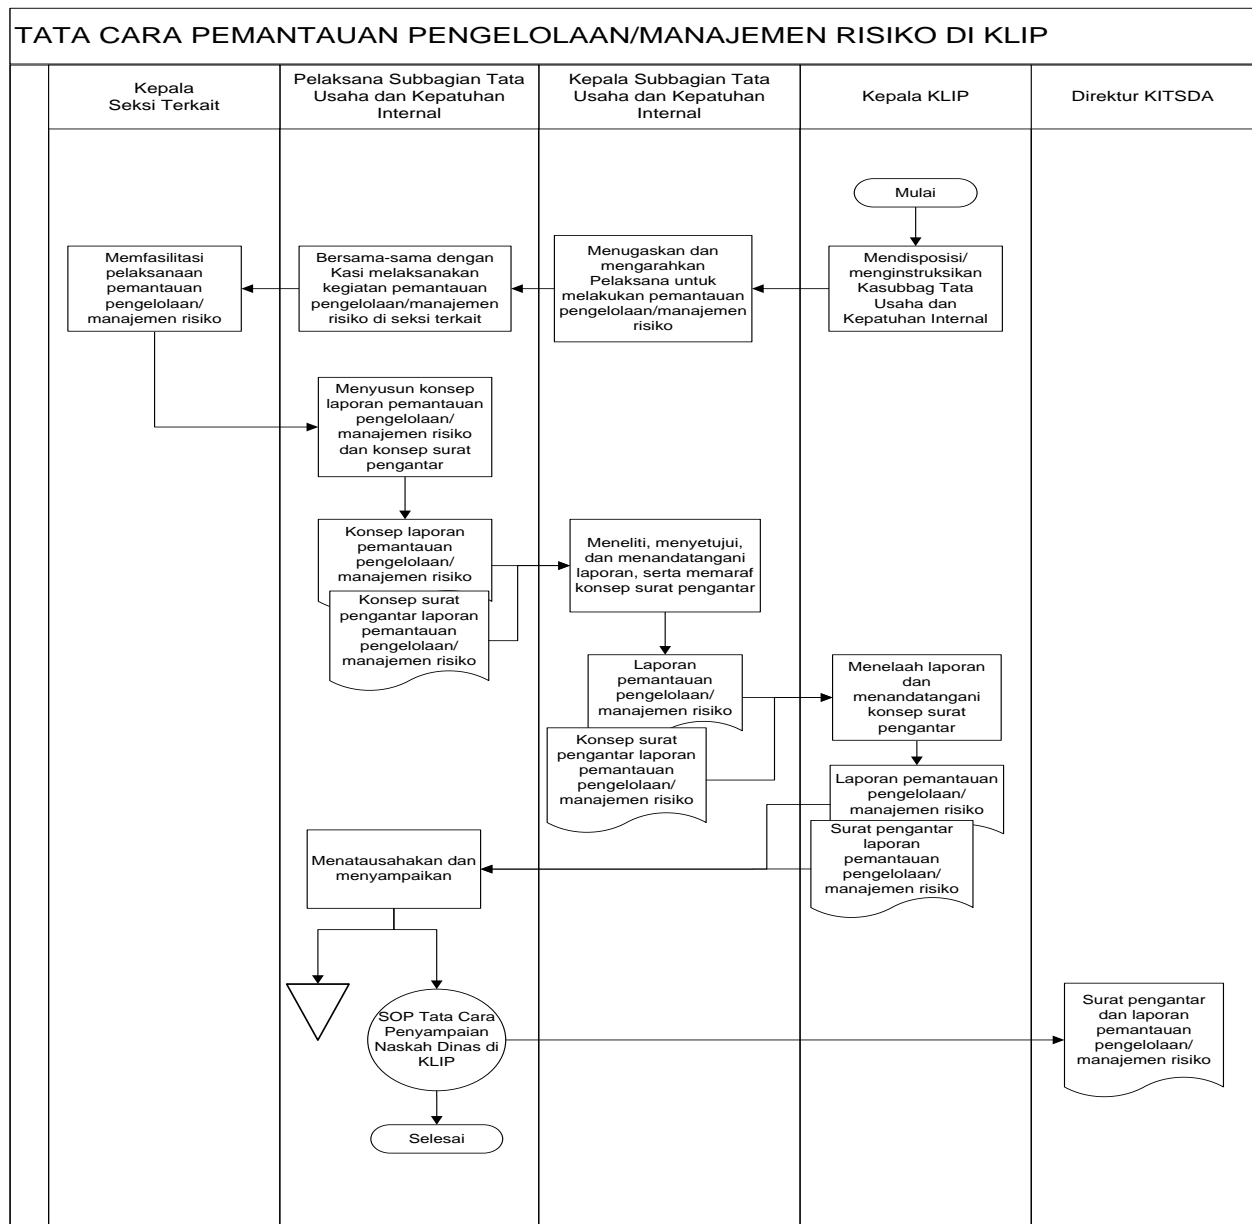 TATA CARA PEMANTAUAN PENGELOLAAN/MANAJEMEN RISIKO DI KLIP
Kepala
Seksi Terkait
Pelaksana Subbagian Tata
Usaha dan Kepatuhan
Internal
Kepala Subbagian Tata
Usaha dan Kepatuhan
Internal
Kepala KLIP
Direktur KITSDA
Mulai
Mendisposisi/
menginstruksikan
Kasubbag Tata
Usaha dan
Kepatuhan Internal
Menugaskan dan
mengarahkan
Pelaksana untuk
melakukan pemantauan
pengelolaan/manajemen
risiko
Bersama-sama dengan
Kasi melaksanakan
kegiatan pemantauan
pengelolaan/manajemen
risiko di seksi terkait
Memfasilitasi
pelaksanaan
pemantauan
pengelolaan/
manajemen risiko
Menyusun konsep
laporan pemantauan
pengelolaan/
manajemen risiko
dan konsep surat
pengantar
Konsep laporan
pemantauan
pengelolaan/
manajemen risiko
Konsep surat
pengantar laporan
pemantauan
pengelolaan/
manajemen risiko
Meneliti, menyetujui,
dan menandatangani
laporan, serta memaraf
konsep surat pengantar
Laporan
pemantauan
pengelolaan/
manajemen risiko
Konsep surat
pengantar laporan
pemantauan
pengelolaan/
manajemen risiko
Menelaah laporan
dan
menandatangani
konsep surat
pengantar
Laporan pemantauan
pengelolaan/
manajemen risiko
Surat pengantar
laporan
pemantauan
pengelolaan/
manajemen risiko
Menatausahakan dan
menyampaikan
SOP Tata Cara
Penyampaian
Naskah Dinas di
KLIP
Surat pengantar
dan laporan
pemantauan
pengelolaan/
manajemen risiko
Selesai